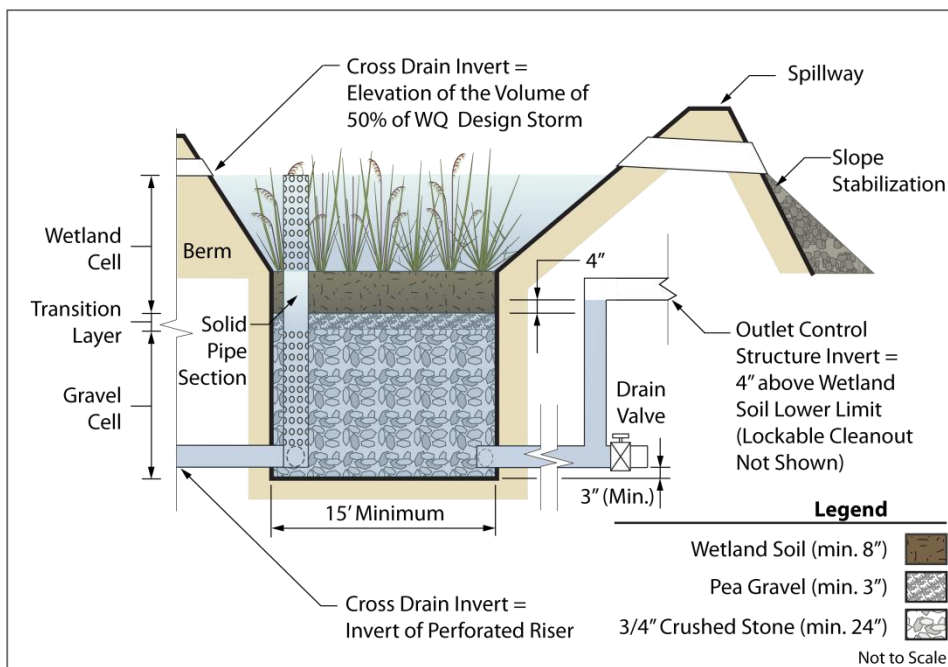 Cross Drain Invert =
Elevation of the Volume of
50% of WQ Design Storm
Spillway
Slope
Stabilization
Wetland
Cell
Berm
4”
Transition
Layer
Solid
Pipe
Section
Outlet Control
Structure Invert =
4” above Wetland
Soil Lower Limit
(Lockable Cleanout
Not Shown)
Gravel
Cell
Drain
Valve
3” (Min.)
15’ Minimum
Cross Drain Invert =
Invert of Perforated Riser
Legend
Wetland Soil (min. 8”)
Pea Gravel (min. 3”)
3/4” Crushed Stone (min. 24”)
Not to Scale